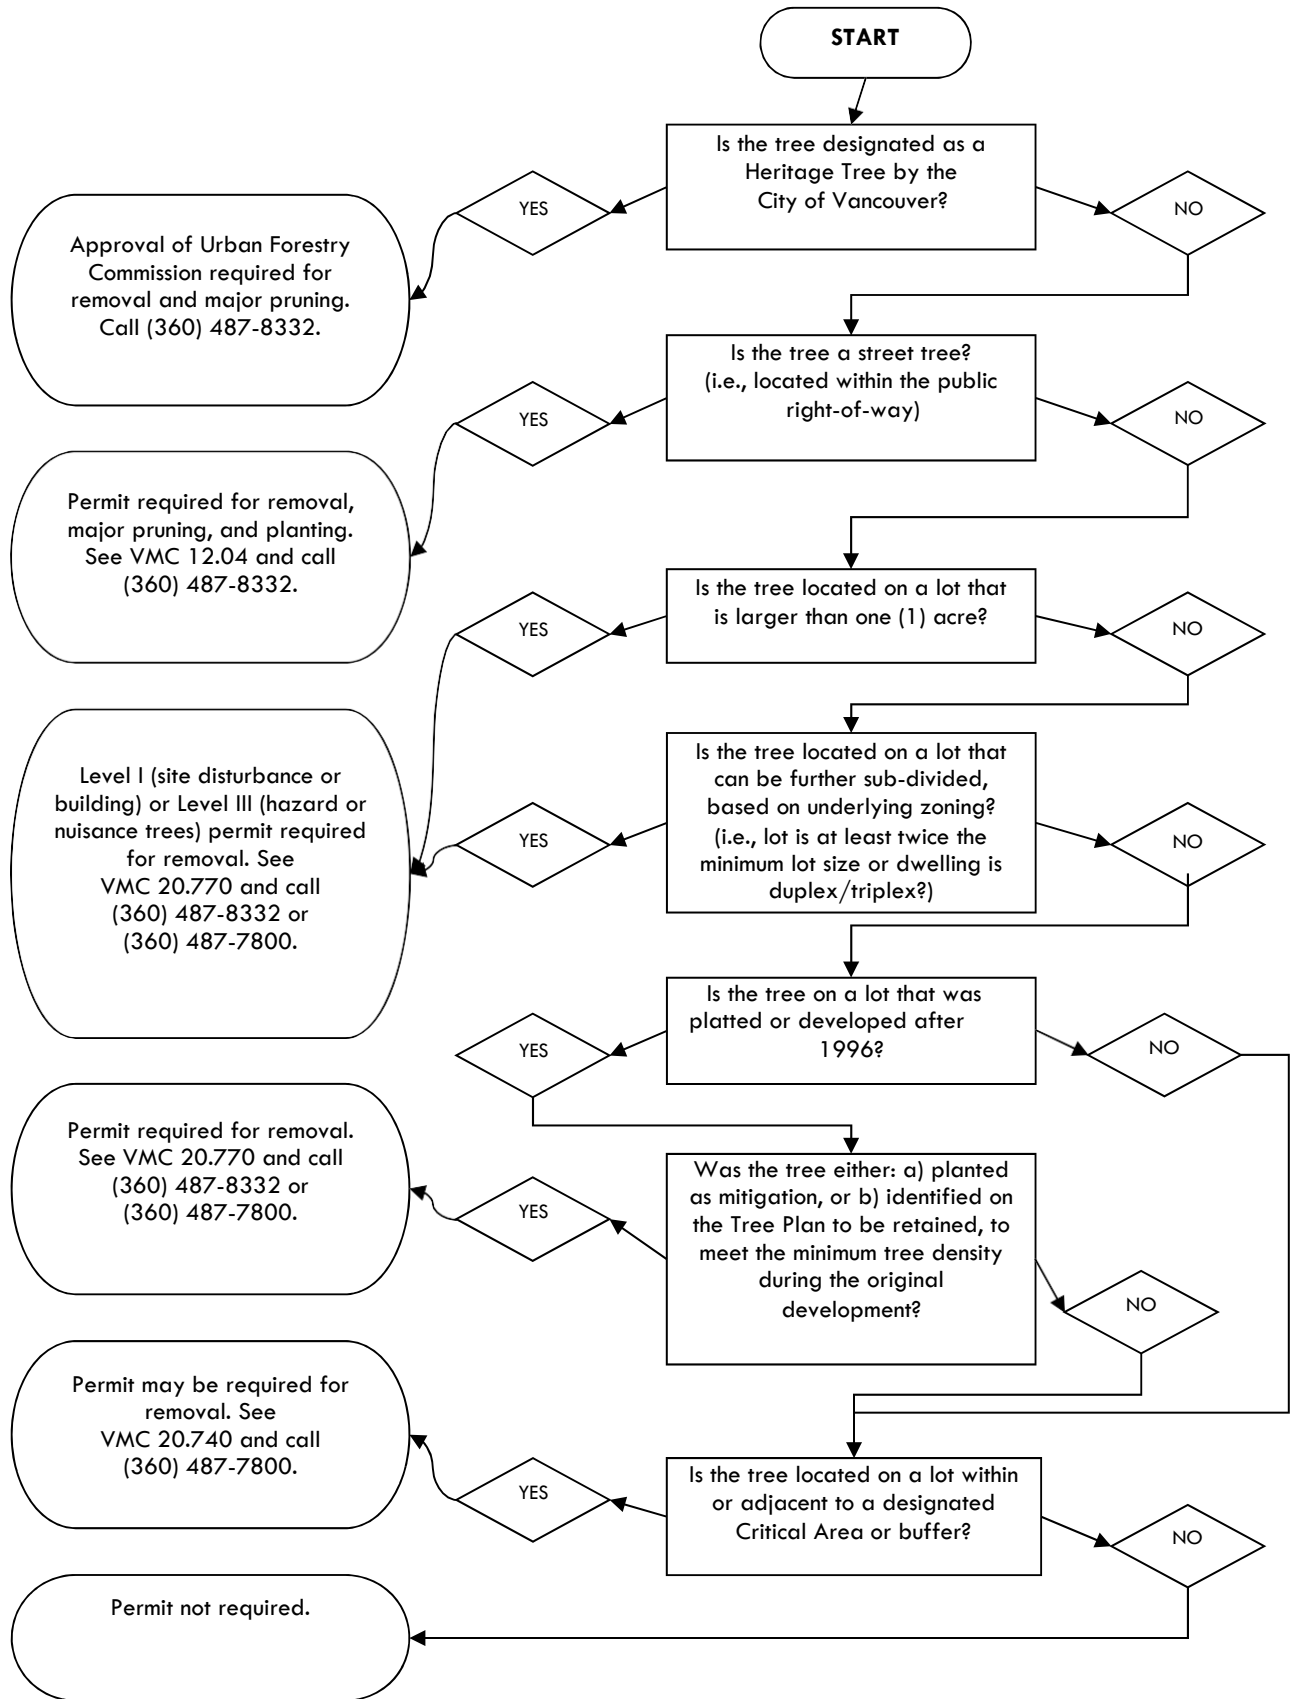 START
Is the tree designated as a
Heritage Tree by the
City of Vancouver?
YES
NO
Approval of Urban Forestry
Commission required for
removal and major pruning.
Call (360) 487-8332.
Is the tree a street tree?
(i.e., located within the public
right-of-way)
YES
NO
Permit required for removal,
major pruning, and planting.
See VMC 12.04 and call
(360) 487-8332.
Is the tree located on a lot that
is larger than one (1) acre?
YES
NO
Level I (site disturbance or
building) or Level III (hazard or
nuisance trees) permit required
for removal. See
VMC 20.770 and call
(360) 487-8332 or
(360) 487-7800.
Is the tree located on a lot that
can be further sub-divided,
based on underlying zoning?
(i.e., lot is at least twice the
minimum lot size or dwelling is
duplex/triplex?)
YES
NO
Is the tree on a lot that was
platted or developed after
1996?
YES
NO
Permit required for removal.
See VMC 20.770 and call
(360) 487-8332 or
(360) 487-7800.
Was the tree either: a) planted
as mitigation, or b) identified on
the Tree Plan to be retained, to
meet the minimum tree density
during the original
development?
YES
NO
Permit may be required for
removal. See
VMC 20.740 and call
(360) 487-7800.
Is the tree located on a lot within
or adjacent to a designated
Critical Area or buffer?
YES
NO
Permit not required.